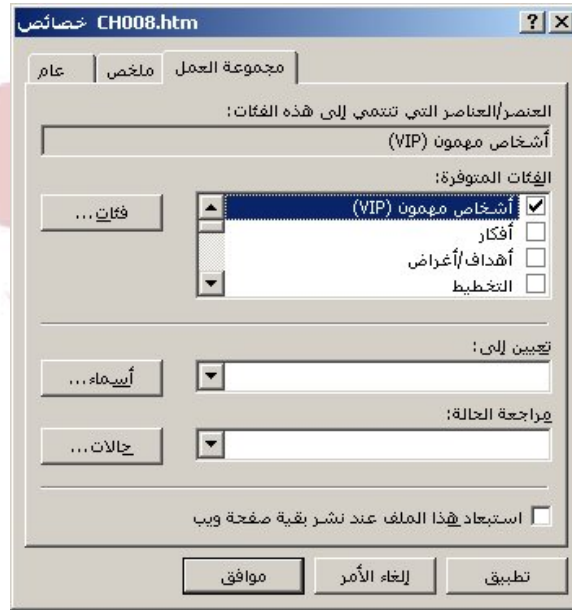 خصائص CH008.htm
عام
ملخص
مجموعة العمل
العنصر/العناصر التي تنتمي إلى هذه الفئات:
أشخاص مهمون (VIP)
الفئات المتوفرة:
أشخاص مهمون (VIP)
أفكار
أهداف/أغراض
التخطيط
فئات...
تعيين إلى:
أسماء...
مراجعة الحالة:
حالات...
استبعاد هذا الملف عند نشر بقية صفحة ويب
موافق
إلغاء الأمر
تطبيق